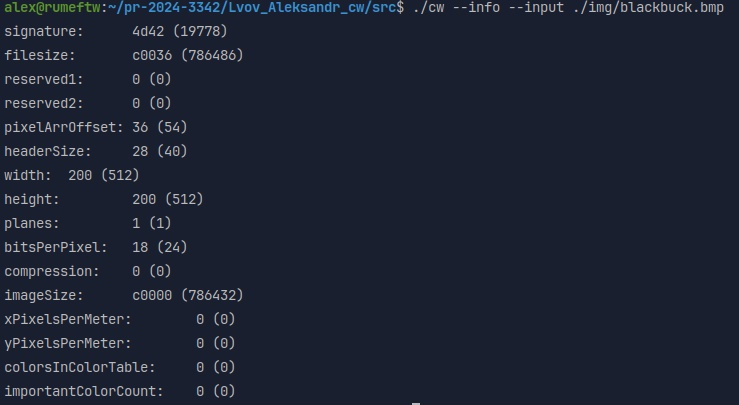 alex@rumeftw:~/pr-2024-3342/Lvov_Aleksandr_cw/src$ ./cw --info --input ./img/blackbuck.bmp
signature: 4d42 (19778)
filesize: c0036 (786486)
reserved1: 0 (0)
reserved2: 0 (0)
pixelArrOffset: 36 (54)
headerSize: 28 (40)
width: 200 (512)
height: 200 (512)
planes: 1 (1)
bitsPerPixel: 18 (24)
compression: 0 (0)
imageSize: c0000 (786432)
xPixelsPerMeter: 0 (0)
yPixelsPerMeter: 0 (0)
colorsInColorTable: 0 (0)
importantColorCount: 0 (0)